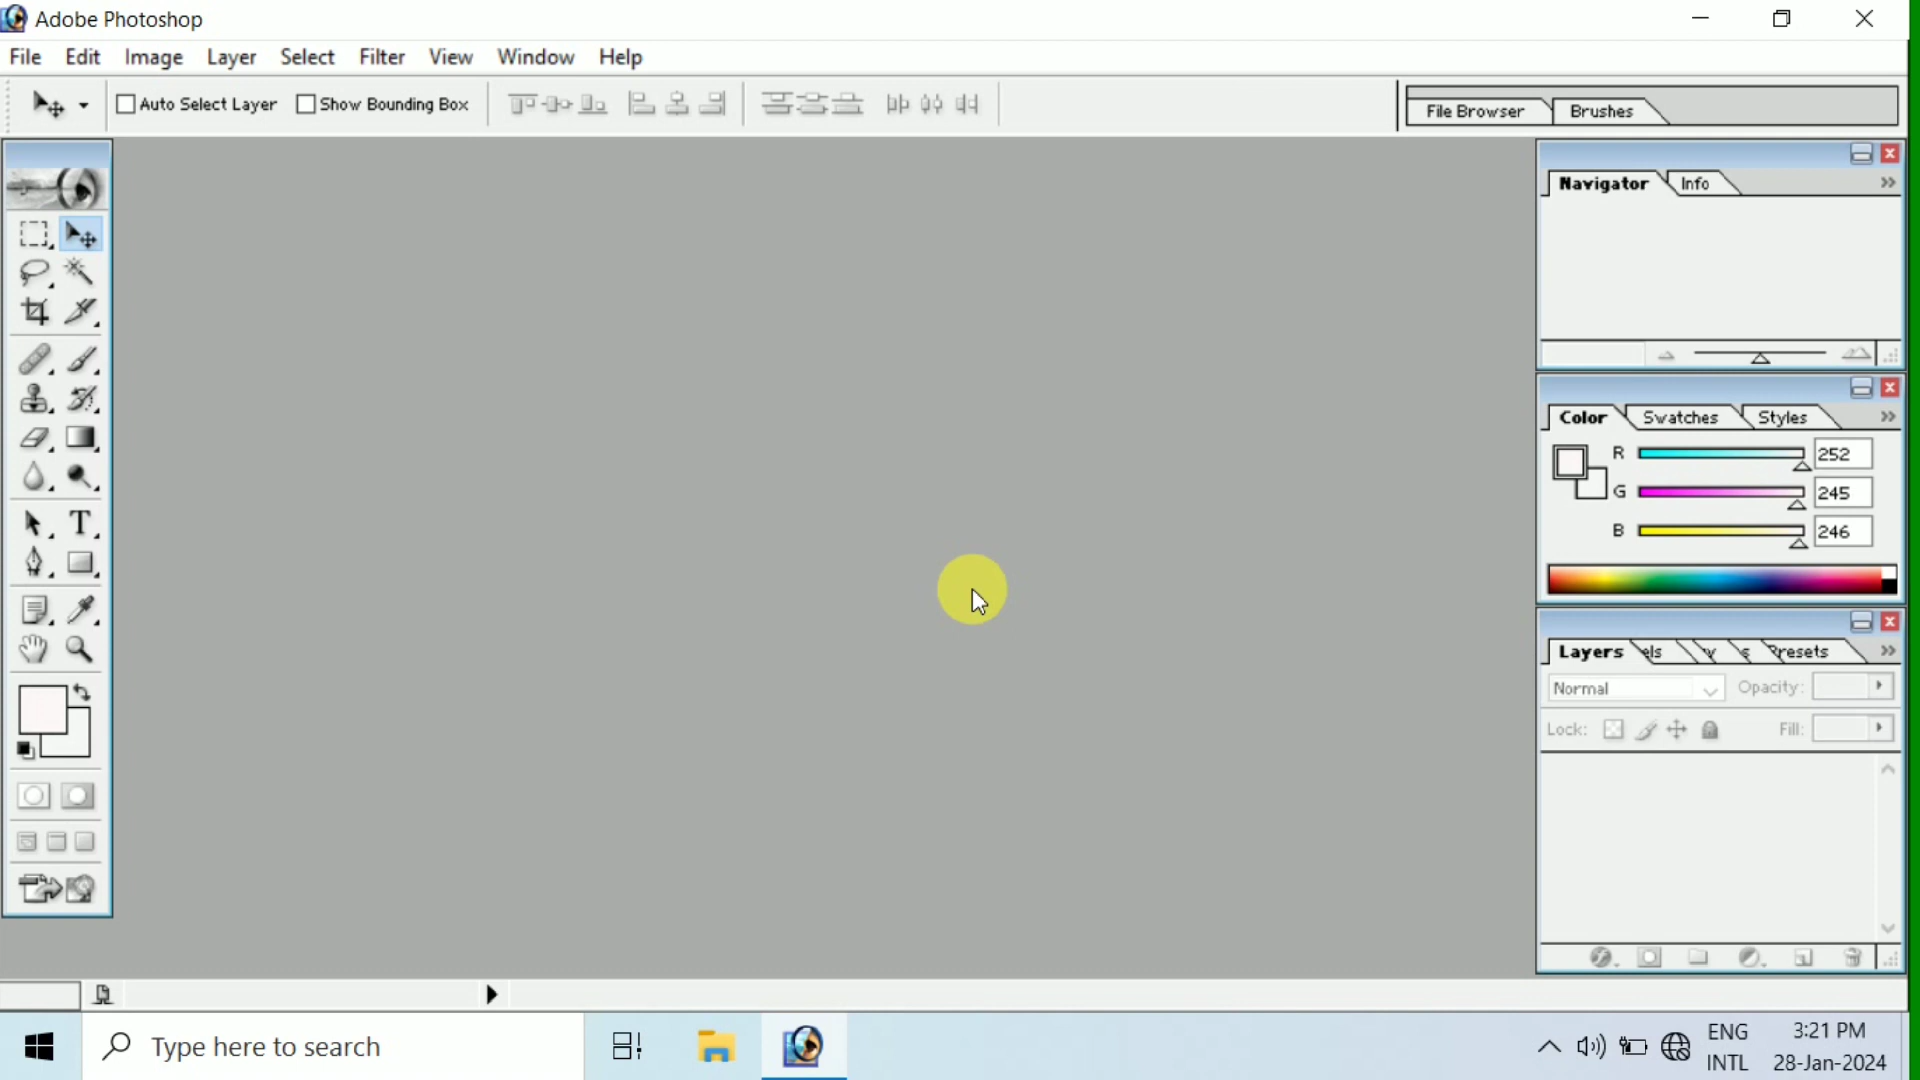 Adobe Photoshop
File Edit Image Layer Select Filter View Window Help
Auto Select Layer Show Bounding Box
File Browser Brushes
Navigator Info
Color Swatches Styles
R 252
G 245
B 246
Layers els y s Presets
Normal Opacity:
Lock: Fill:
T
Type here to search
ENG 3:21 PM
INTL 28-Jan-2024